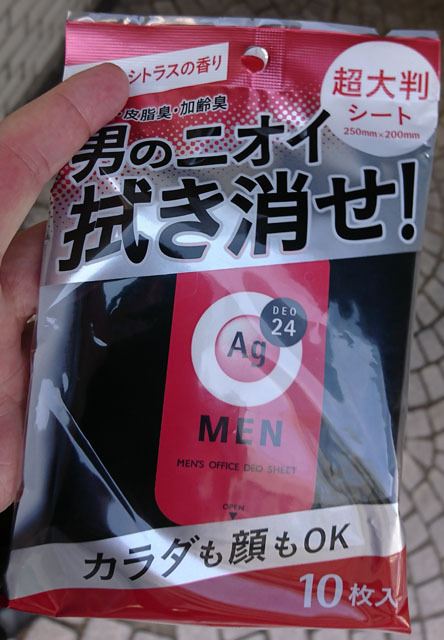 シトラスの香り
超大判
シート
250mm×200mm
皮脂臭・加齢臭
男のニオイ
拭き消せ!
DEO
24
Ag
MEN
MEN'S OFFICE DEO SHEET
OPEN
カラダも顔もOK
10枚入